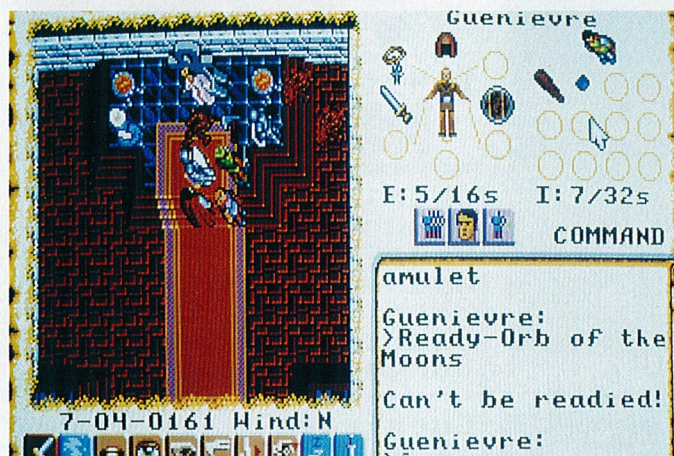 Guenievre
E:5/16s I:7/32s
COMMAND
amulet
Guenievre:
>Ready-Orb of the
Moons
Can't be readied!
Guenievre:
7-04-0161 Wind:N